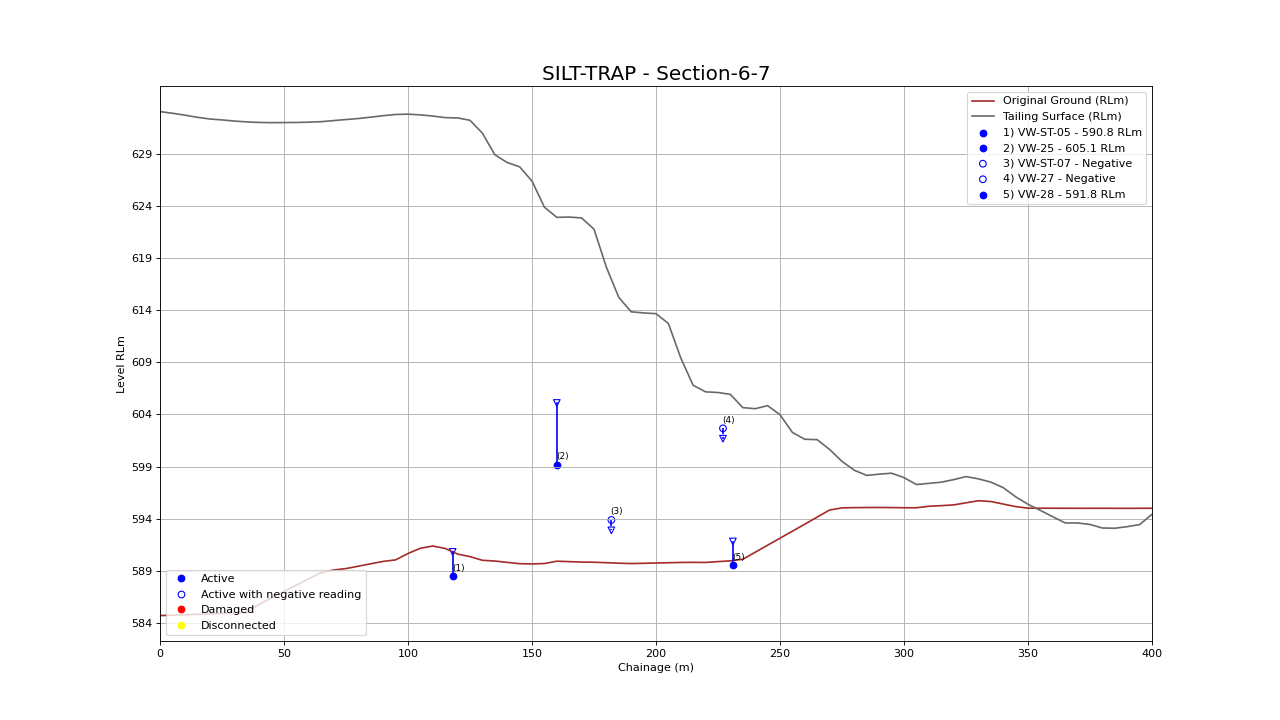 SILT-TRAP - Section-6-7
Original Ground (RLm)
Tailing Surface (RLm)
1) VW-ST-05 - 590.8 RLm
2) VW-25 - 605.1 RLm
3) VW-ST-07 - Negative
4) VW-27 - Negative
5) VW-28 - 591.8 RLm
629
624
619
614
609
604
599
594
589
584
Level RLm
(4)
(2)
(3)
(5)
(1)
Active
Active with negative reading
Damaged
Disconnected
0 50 100 150 200 250 300 350 400
Chainage (m)